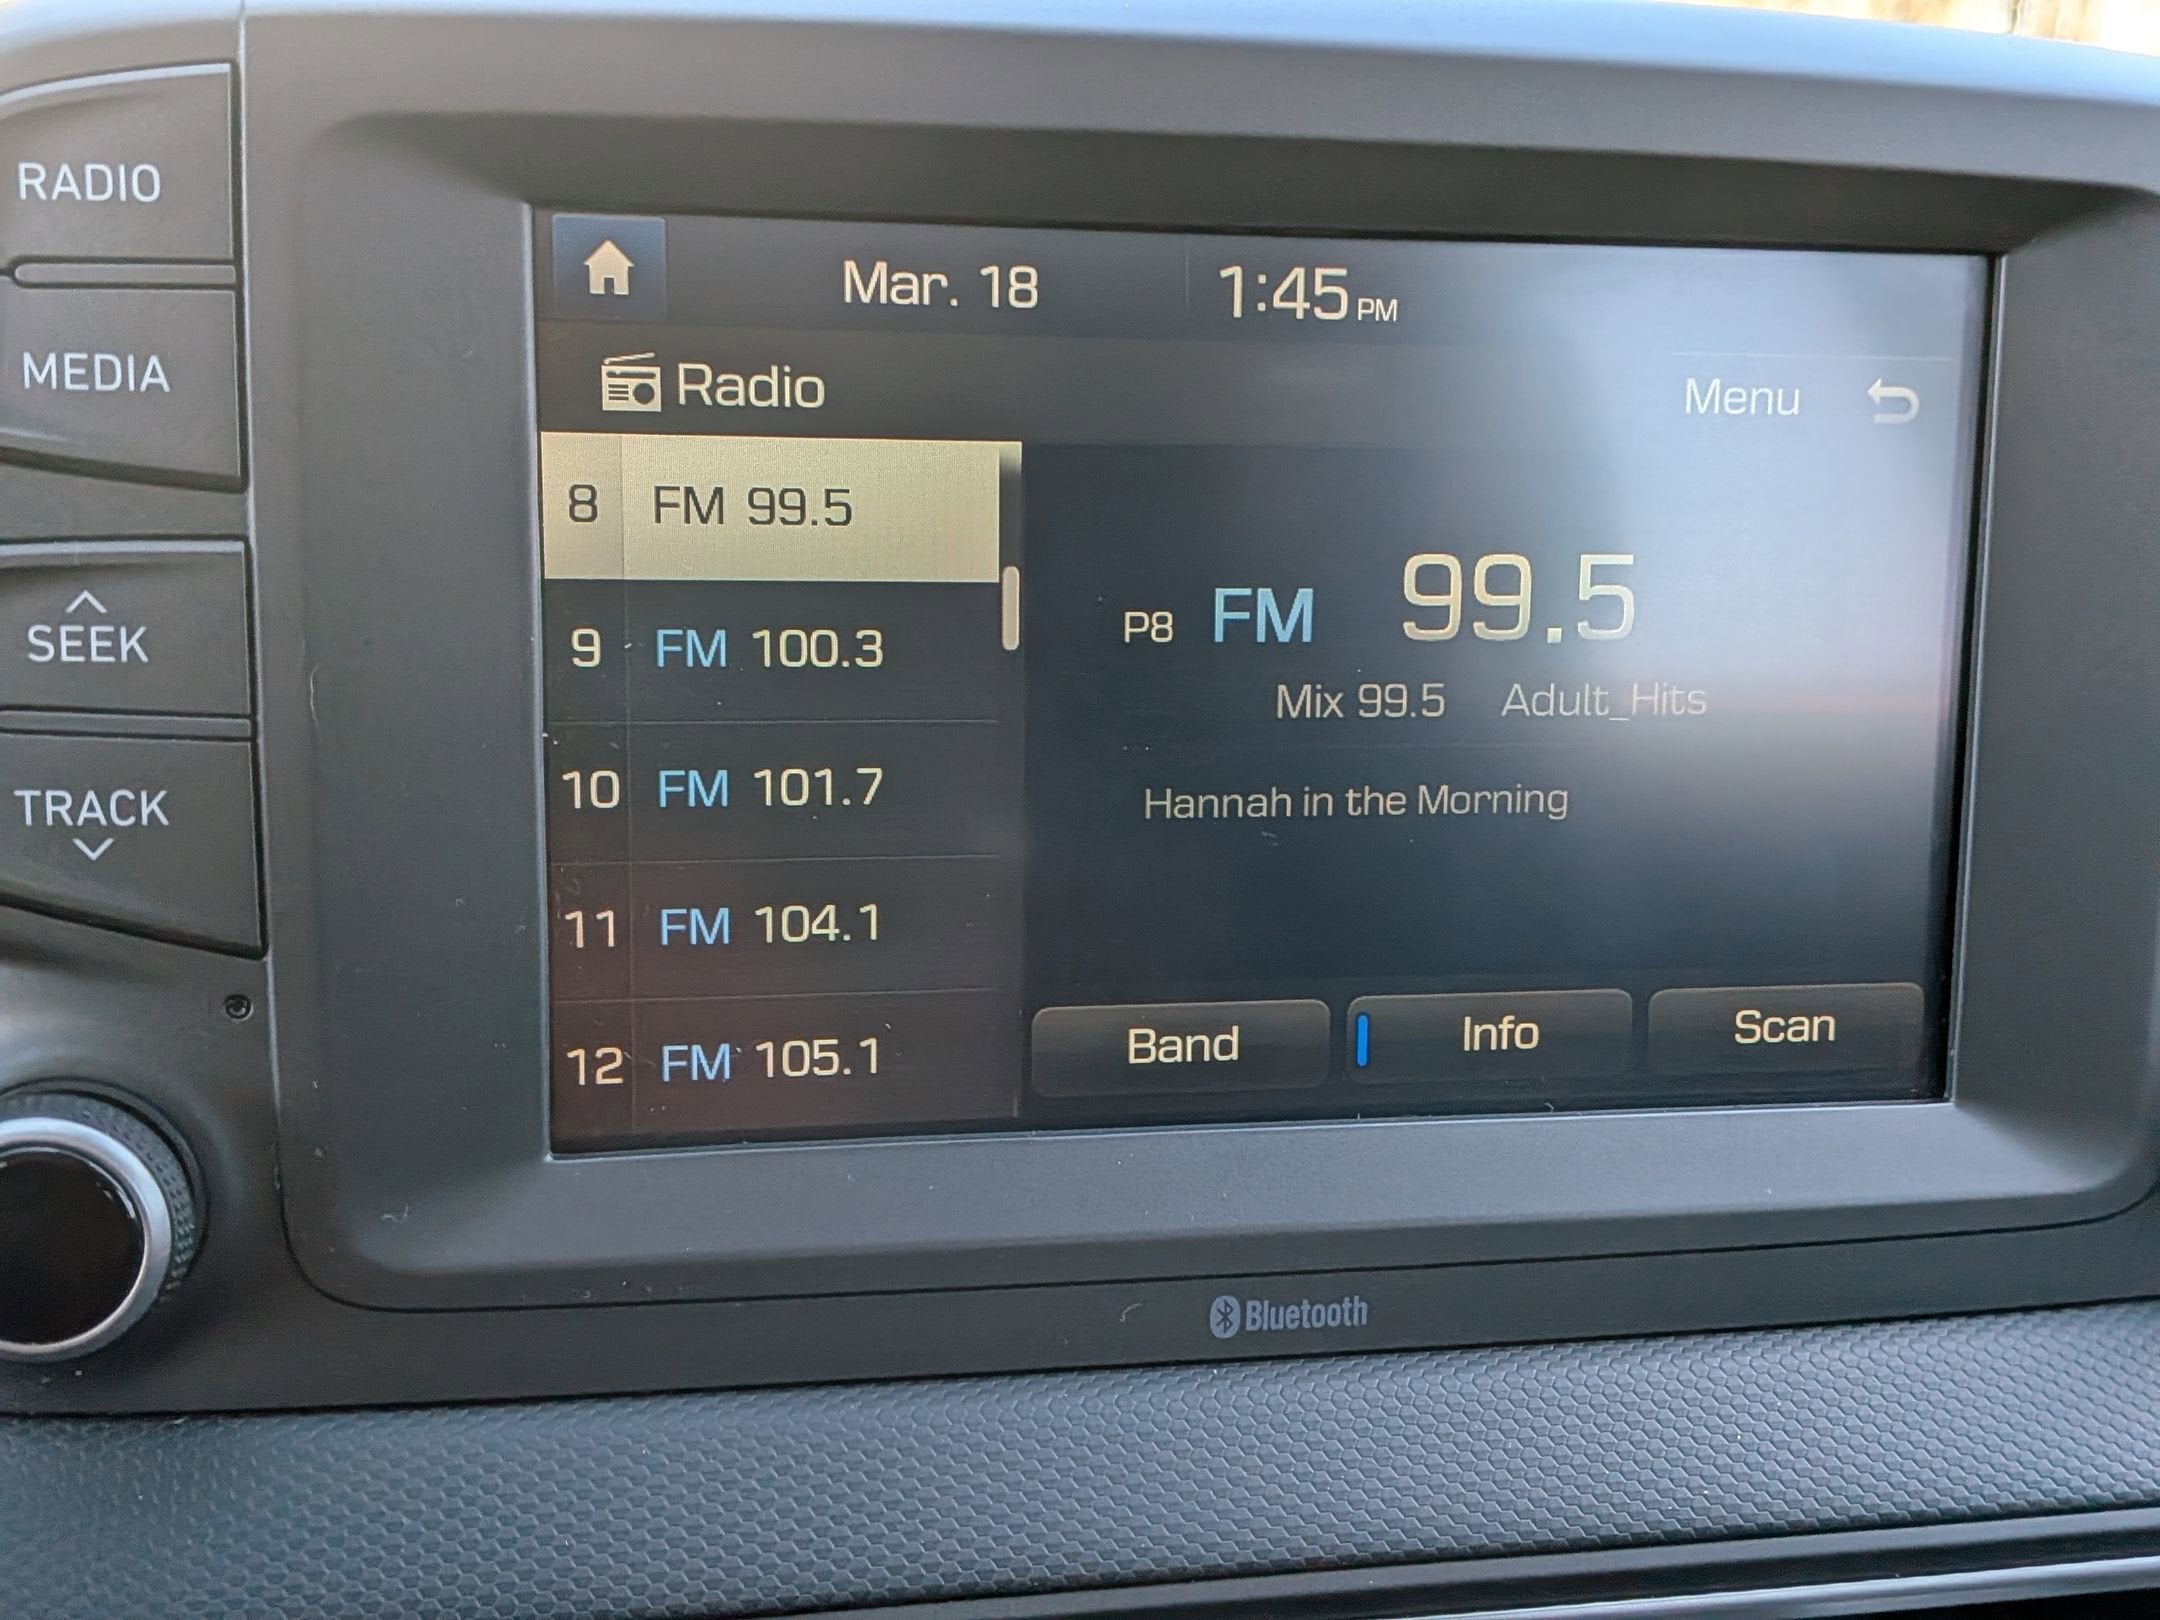 RADIO
MEDIA
SEEK
TRACK
Mar. 18 1:45 PM
Radio
Menu
8 FM 99.5
9 FM 100.3
10 FM 101.7
11 FM 104.1
12 FM 105.1
P8 FM 99.5
Mix 99.5 Adult_Hits
Hannah in the Morning
Band Info Scan
Bluetooth